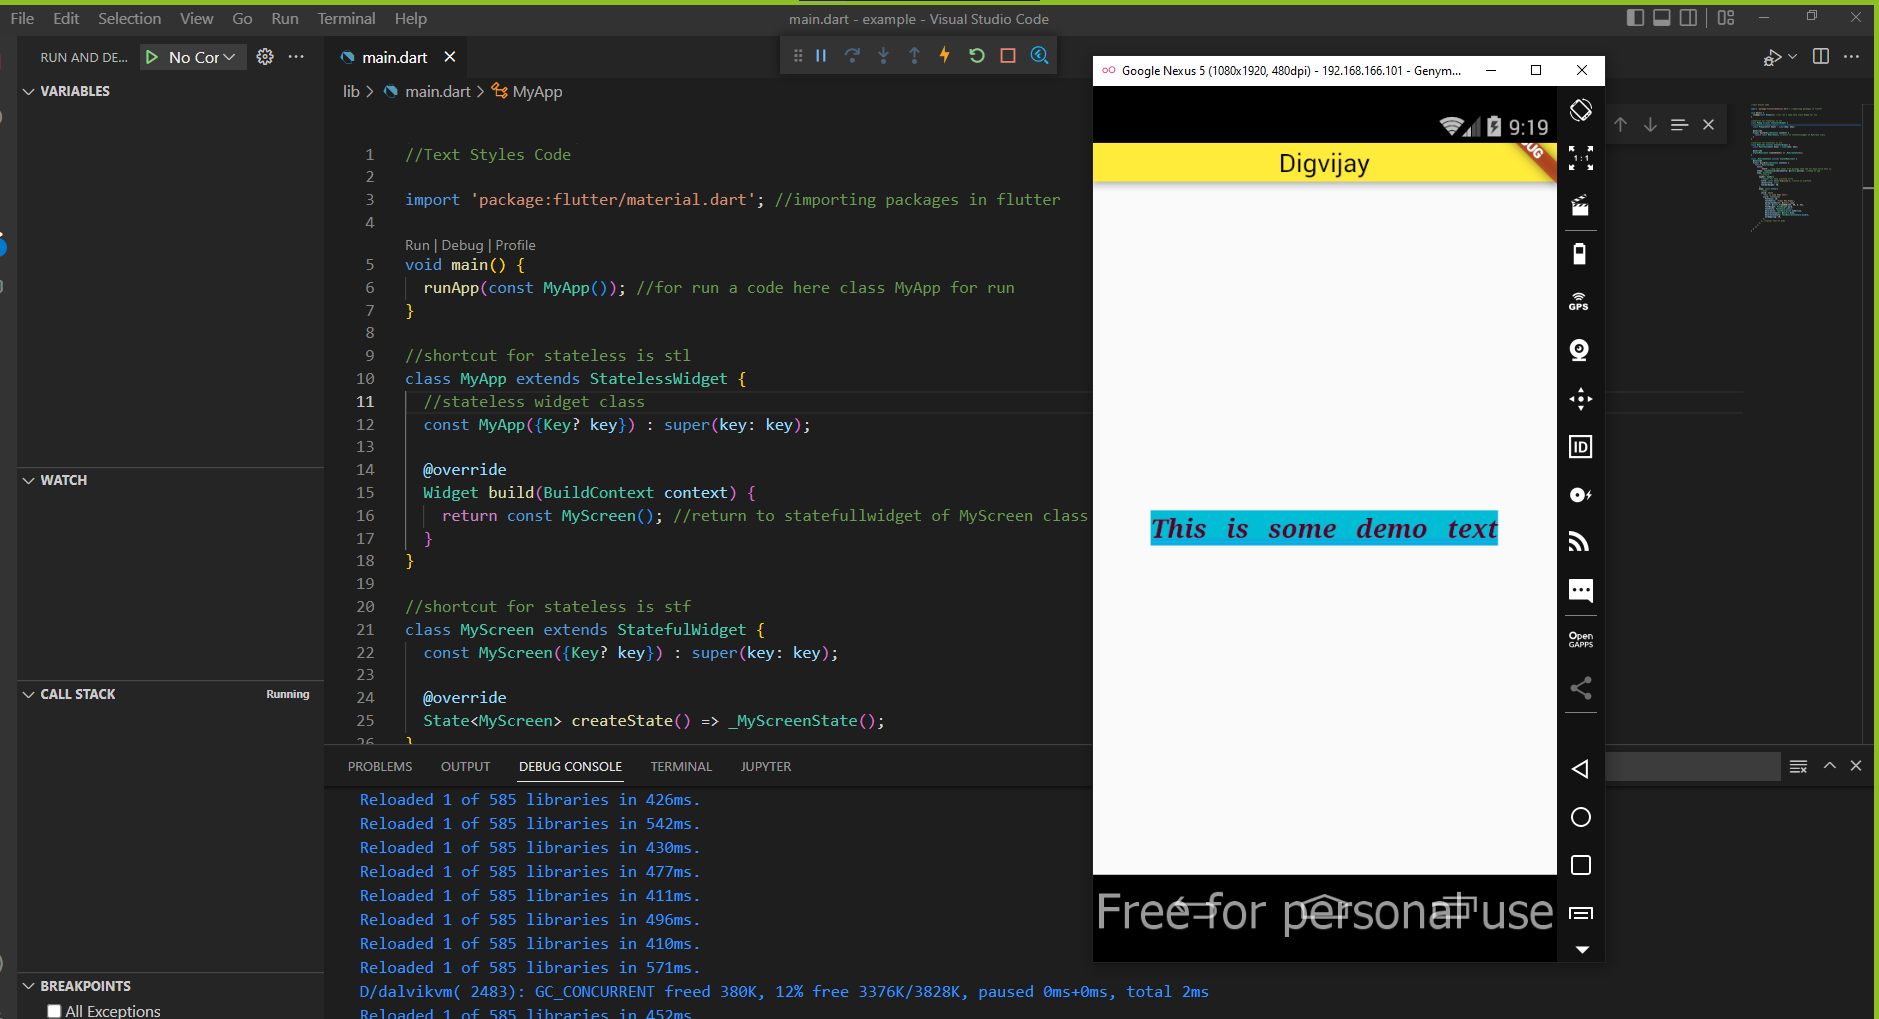 File Edit Selection View Go Run Terminal Help
main.dart - example - Visual Studio Code
RUN AND DE... No Cor
main.dart
Google Nexus 5 (1080x1920, 480dpi) - 192.168.166.101 - Genym...
VARIABLES
lib > main.dart > MyApp
1 //Text Styles Code
2
3 import 'package:flutter/material.dart'; //importing packages in flutter
4
Run | Debug | Profile
5 void main() {
6 runApp(const MyApp()); //for run a code here class MyApp for run
7 }
8
9 //shortcut for stateless is stl
10 class MyApp extends StatelessWidget {
11 //stateless widget class
12 const MyApp({Key? key}) : super(key: key);
13
14 @override
15 Widget build(BuildContext context) {
16 return const MyScreen(); //return to statefullwidget of MyScreen class
17 }
18 }
19
20 //shortcut for stateless is stf
21 class MyScreen extends StatefulWidget {
22 const MyScreen({Key? key}) : super(key: key);
23
24 @override
25 State<MyScreen> createState() => _MyScreenState();
26 }
WATCH
CALL STACK Running
BREAKPOINTS
All Exceptions
PROBLEMS OUTPUT DEBUG CONSOLE TERMINAL JUPYTER
Reloaded 1 of 585 libraries in 426ms.
Reloaded 1 of 585 libraries in 542ms.
Reloaded 1 of 585 libraries in 430ms.
Reloaded 1 of 585 libraries in 477ms.
Reloaded 1 of 585 libraries in 411ms.
Reloaded 1 of 585 libraries in 496ms.
Reloaded 1 of 585 libraries in 410ms.
Reloaded 1 of 585 libraries in 571ms.
D/dalvikvm( 2483): GC_CONCURRENT freed 380K, 12% free 3376K/3828K, paused 0ms+0ms, total 2ms
Reloaded 1 of 585 libraries in 452ms.
9:19
Digvijay
This is some demo text
Free for personal use
1:1
GPS
ID
Open
GAPPS